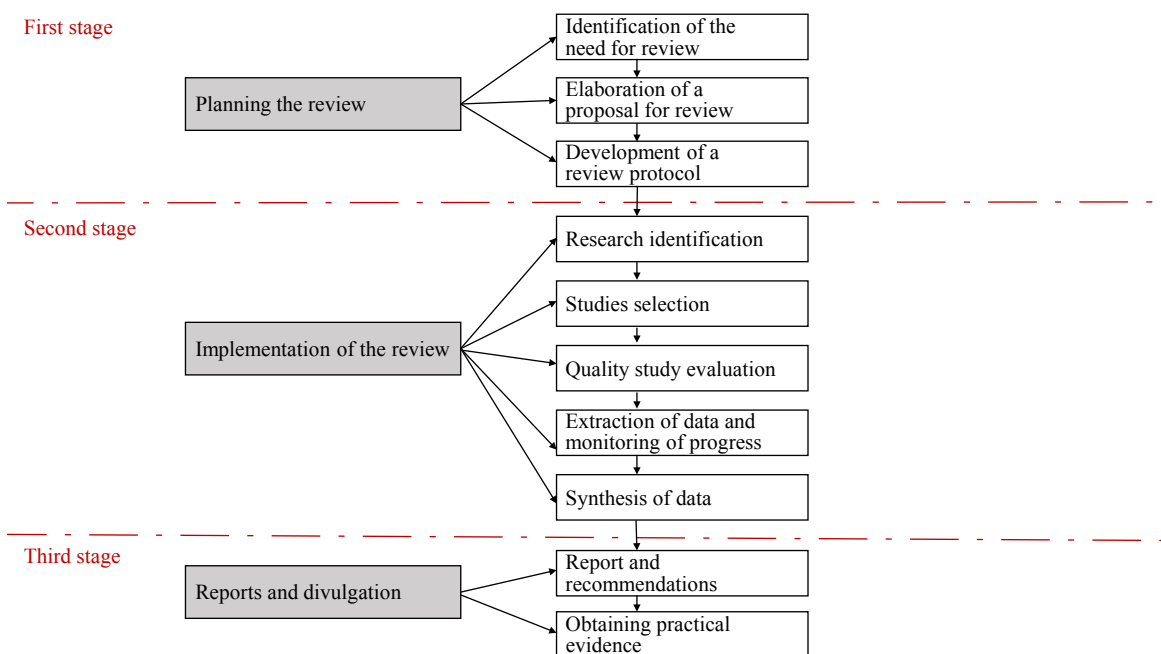 First stage
Identification of the
need for review
Planning the review
Elaboration of a
proposal for review
Development of a
review protocol
Second stage
Research identification
Studies selection
Implementation of the review
Quality study evaluation
Extraction of data and
monitoring of progress
Synthesis of data
Third stage
Report and
recommendations
Reports and divulgation
Obtaining practical
evidence